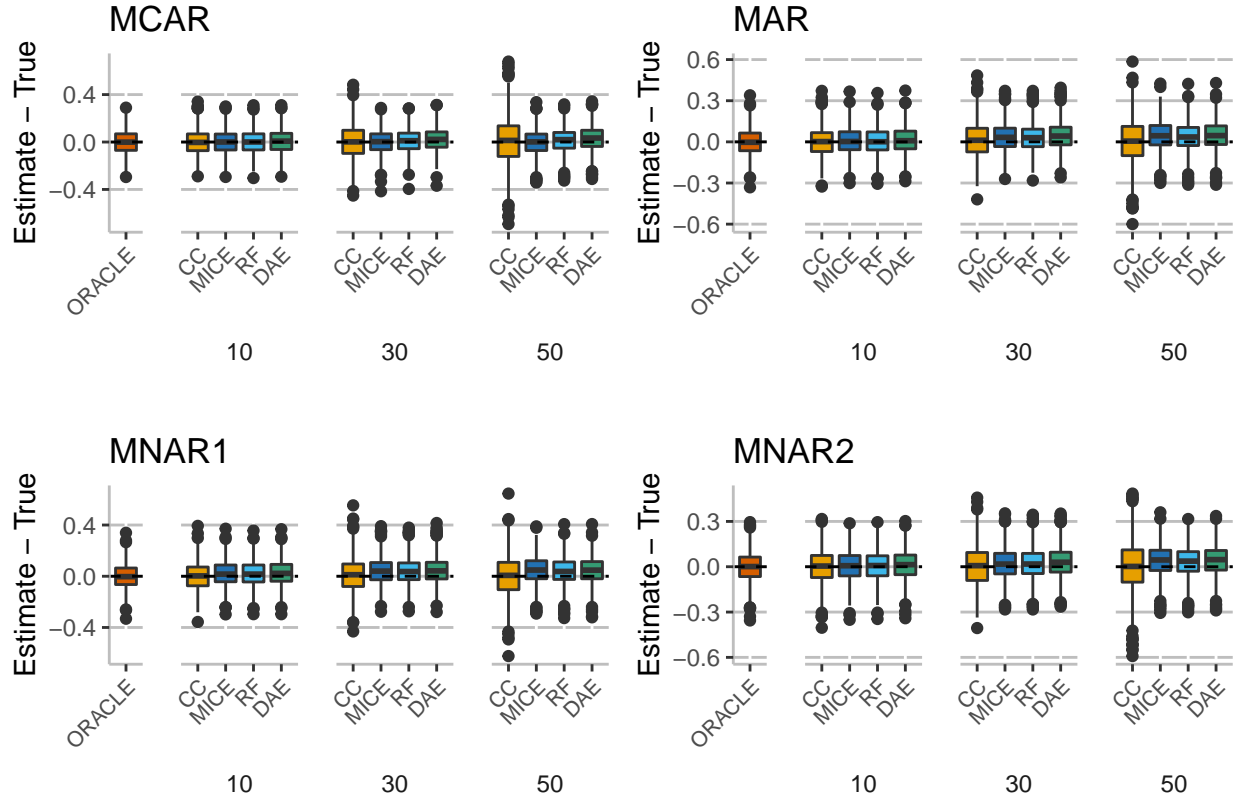 MCAR
Estimate − True
0.4
0.0
−0.4
ORACLE
CC
MICE
RF
DAE
CC
MICE
RF
DAE
CC
MICE
RF
DAE
10
30
50
MAR
Estimate − True
0.6
0.3
0.0
−0.3
−0.6
ORACLE
CC
MICE
RF
DAE
CC
MICE
RF
DAE
CC
MICE
RF
DAE
10
30
50
MNAR1
Estimate − True
0.4
0.0
−0.4
ORACLE
CC
MICE
RF
DAE
CC
MICE
RF
DAE
CC
MICE
RF
DAE
10
30
50
MNAR2
Estimate − True
0.3
0.0
−0.3
−0.6
ORACLE
CC
MICE
RF
DAE
CC
MICE
RF
DAE
CC
MICE
RF
DAE
10
30
50